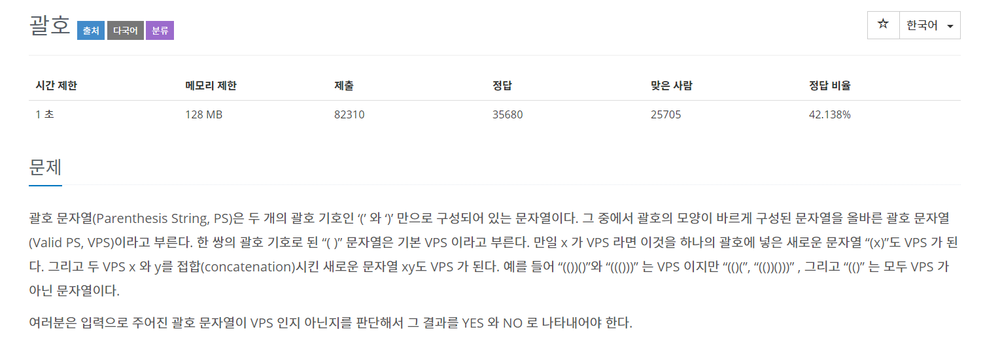 괄호 출처 다국어 분류
☆ 한국어
시간 제한 메모리 제한 제출 정답 맞은 사람 정답 비율
1 초 128 MB 82310 35680 25705 42.138%
문제
괄호 문자열(Parenthesis String, PS)은 두 개의 괄호 기호인 ‘(’ 와 ‘)’ 만으로 구성되어 있는 문자열이다. 그 중에서 괄호의 모양이 바르게 구성된 문자열을 올바른 괄호 문자열
(Valid PS, VPS)이라고 부른다. 한 쌍의 괄호 기호로 된 “( )” 문자열은 기본 VPS 이라고 부른다. 만일 x 가 VPS 라면 이것을 하나의 괄호에 넣은 새로운 문자열 “(x)”도 VPS 가 된
다. 그리고 두 VPS x 와 y를 접합(concatenation)시킨 새로운 문자열 xy도 VPS 가 된다. 예를 들어 “(())()”와 “((()))” 는 VPS 이지만 “(()(”, “(())()))” , 그리고 “(()” 는 모두 VPS 가
아닌 문자열이다.
여러분은 입력으로 주어진 괄호 문자열이 VPS 인지 아닌지를 판단해서 그 결과를 YES 와 NO 로 나타내어야 한다.